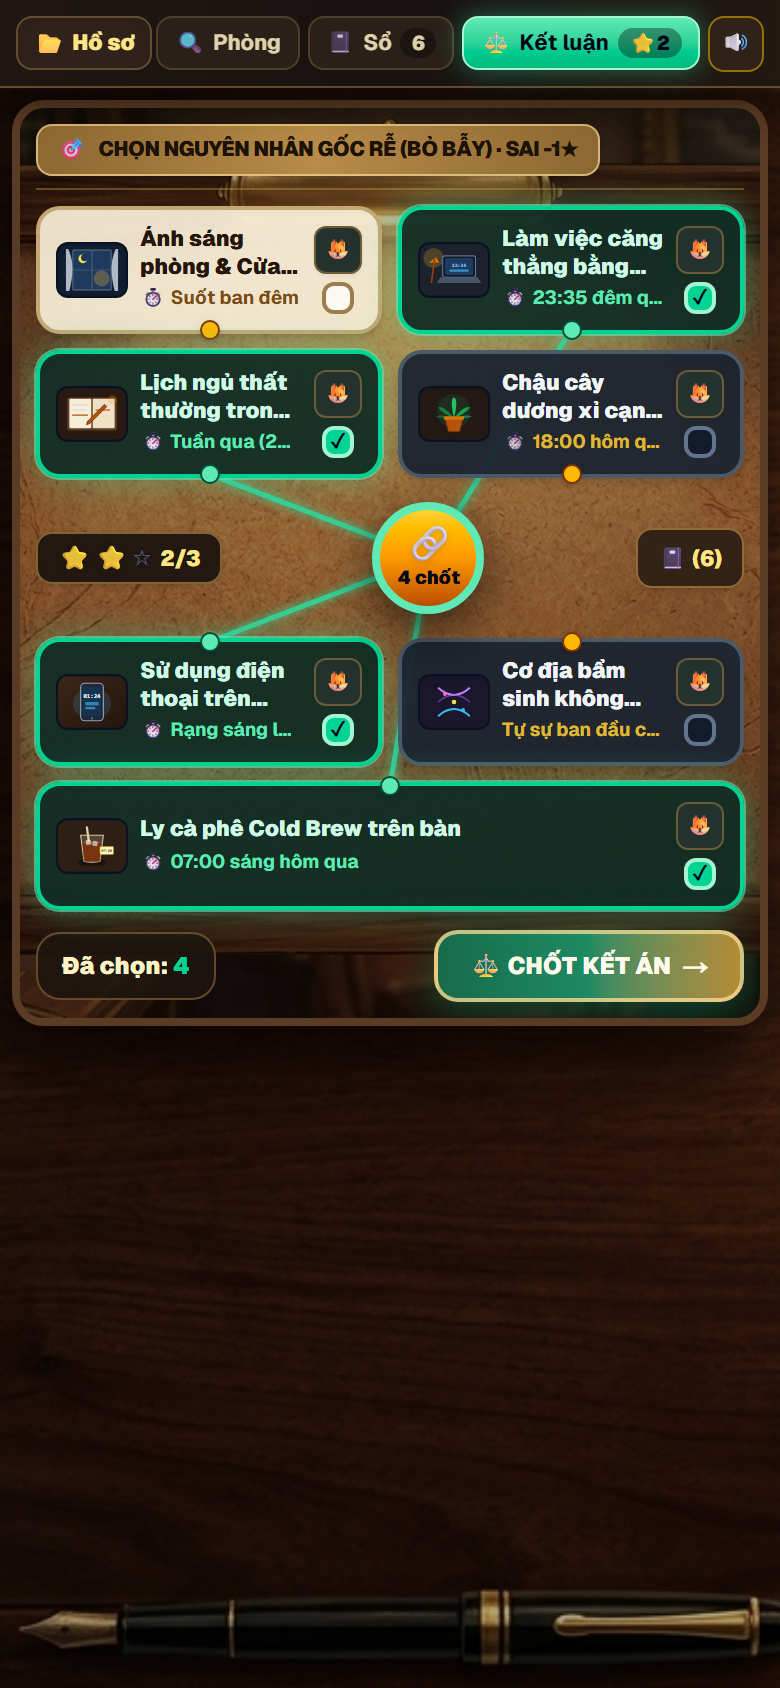 Hồ sơ
Phòng
Sổ 6
Kết luận 2
CHỌN NGUYÊN NHÂN GỐC RỄ (BỎ BẪY) · SAI -1★
Ánh sáng
phòng & Cửa...
Suốt ban đêm
Làm việc căng
thẳng bằng...
23:35 đêm q...
Lịch ngủ thất
thường tron...
Tuần qua (2...
Chậu cây
dương xỉ cạn...
18:00 hôm q...
2/3
4 chốt
(6)
Sử dụng điện
thoại trên...
Rạng sáng l...
01:24
Cơ địa bẩm
sinh không...
Tự sự ban đầu c...
Ly cà phê Cold Brew trên bàn
07:00 sáng hôm qua
Đã chọn: 4
CHỐT KẾT ÁN →